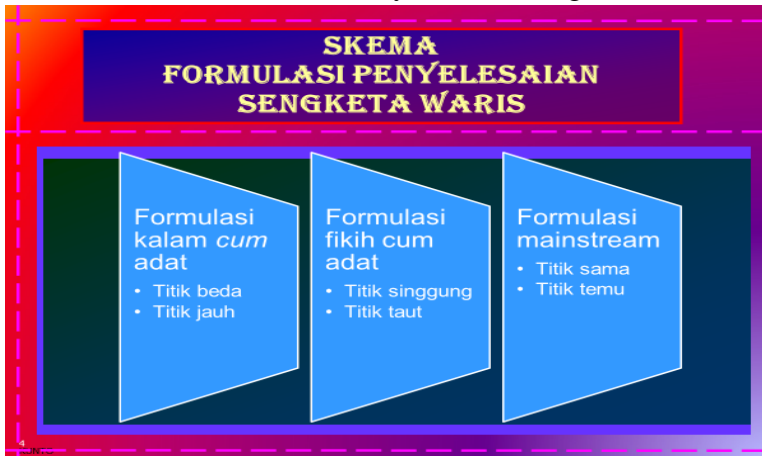 SKEMA
FORMULASI PENYELESAIAN
SENGKETA WARIS
Formulasi
kalam cum
adat
• Titik beda
• Titik jauh
Formulasi
fikih cum
adat
• Titik singgung
• Titik taut
Formulasi
mainstream
• Titik sama
• Titik temu
4